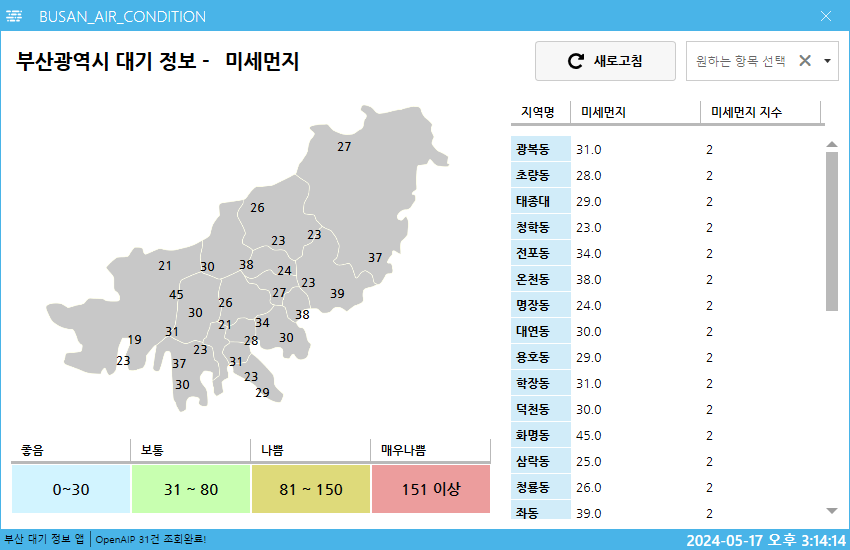 BUSAN_AIR_CONDITION
부산광역시 대기 정보 - 미세먼지
새로고침
원하는 항목 선택
27
26
23
23
37
21
30
38
24
23
39
45
26
27
30
38
21
34
31
28
30
19
23
23
37
31
30
23
29
지역명 미세먼지 미세먼지 지수
광복동 31.0 2
초량동 28.0 2
태종대 29.0 2
청학동 23.0 2
전포동 34.0 2
온천동 38.0 2
명장동 24.0 2
대연동 30.0 2
용호동 29.0 2
학장동 31.0 2
덕천동 30.0 2
화명동 45.0 2
삼락동 25.0 2
청룡동 26.0 2
좌동 39.0 2
좋음 보통 나쁨 매우나쁨
0~30 31 ~ 80 81 ~ 150 151 이상
부산 대기 정보 앱 OpenAIP 31건 조회완료! 2024-05-17 오후 3:14:14